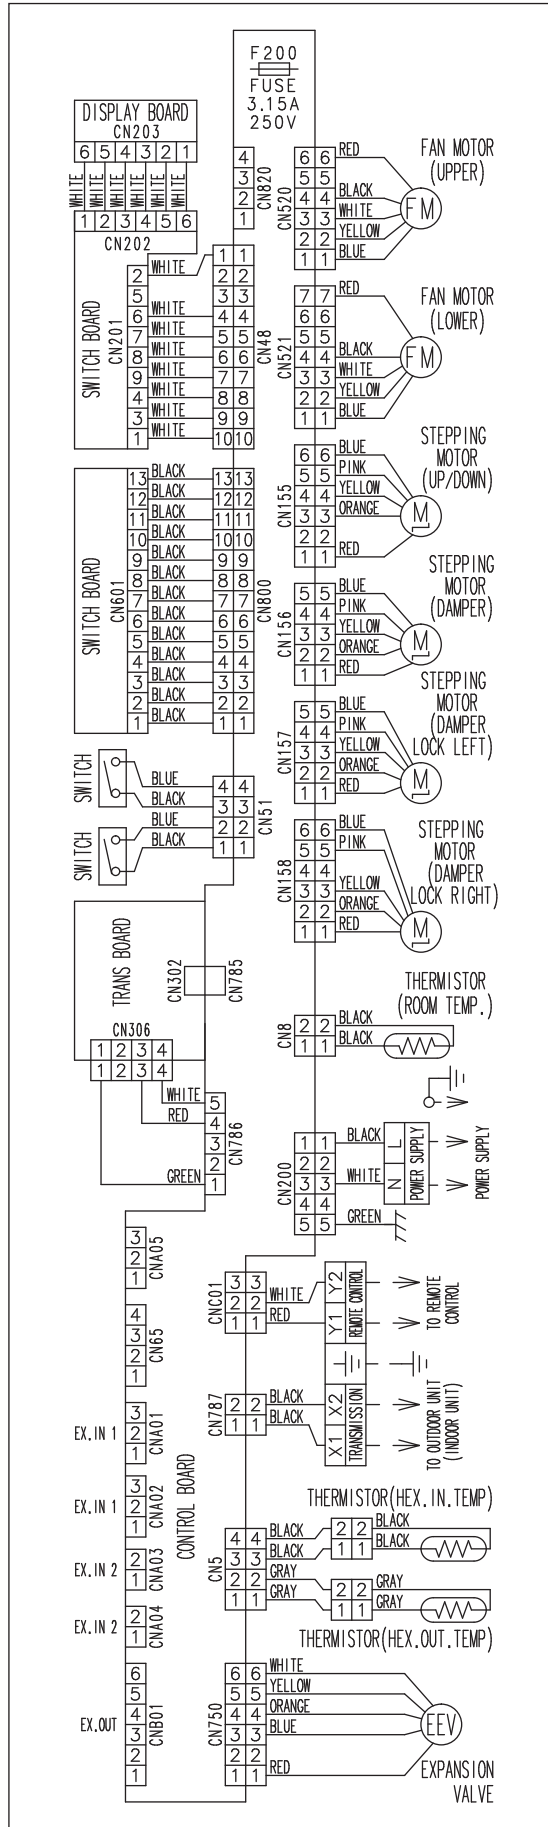 F200
FUSE
3.15A
250V
DISPLAY BOARD
CN203
6 5 4 3 2 1
WHITE WHITE WHITE WHITE WHITE WHITE
1 2 3 4 5 6
CN202
SWITCH BOARD
CN201
2
5
6
7
8
9
4
3
1
WHITE
WHITE
WHITE
WHITE
WHITE
WHITE
WHITE
WHITE
1 1
2 2
3 3
4 4
5 5
6 6
7 7
8 8
9 9
10 10
CN48
4
3
2
1
CN820
SWITCH BOARD
CN601
13 BLACK 13 13
12 BLACK 12 12
11 BLACK 11 11
10 BLACK 10 10
9 BLACK 9 9
8 BLACK 8 8
7 BLACK 7 7
6 BLACK 6 6
5 BLACK 5 5
4 BLACK 4 4
3 BLACK 3 3
2 BLACK 2 2
1 BLACK 1 1
CN800
SWITCH
SWITCH
BLUE 4 4
BLACK 3 3
BLUE 2 2
BLACK 1 1
CN51
TRANS BOARD
CN302
CN785
CN306
1 2 3 4
1 2 3 4
WHITE 5
RED 4
3
2
GREEN 1
CN786
CN520
6 6 RED
5 5
4 4 BLACK
3 3 WHITE
2 2 YELLOW
1 1 BLUE
FM
FAN MOTOR
(UPPER)
CN521
7 7 RED
6 6
5 5
4 4 BLACK
3 3 WHITE
2 2 YELLOW
1 1 BLUE
FM
FAN MOTOR
(LOWER)
CN155
6 6 BLUE
5 5 PINK
4 4 YELLOW
3 3 ORANGE
2 2
1 1 RED
M
STEPPING
MOTOR
(UP/DOWN)
CN156
5 5 BLUE
4 4 PINK
3 3 YELLOW
2 2 ORANGE
1 1 RED
M
STEPPING
MOTOR
(DAMPER)
CN157
5 5 BLUE
4 4 PINK
3 3 YELLOW
2 2 ORANGE
1 1 RED
M
STEPPING
MOTOR
(DAMPER
LOCK LEFT)
CN158
6 6 BLUE
5 5 PINK
4 4
3 3 YELLOW
2 2 ORANGE
1 1 RED
M
STEPPING
MOTOR
(DAMPER
LOCK RIGHT)
CN8
2 2 BLACK
1 1 BLACK
THERMISTOR
(ROOM TEMP.)
CN200
1 1 BLACK L
2 2
3 3 WHITE N
4 4
5 5 GREEN
POWER SUPPLY
POWER SUPPLY
CNA05
3
2
1
CN65
4
3
2
1
EX.IN 1
3
2
1
CNA01
EX.IN 1
3
2
1
CNA02
EX.IN 2
2
1
CNA03
EX.IN 2
2
1
CNA04
EX.OUT
6
5
4
3
2
1
CNB01
CONTROL BOARD
CNC01
3 3
2 2 WHITE Y2
1 1 RED Y1
REMOTE CONTROL
TO REMOTE
CONTROL
CN787
2 2 BLACK X2
1 1 BLACK X1
TRANSMISSION
TO OUTDOOR UNIT
(INDOOR UNIT)
THERMISTOR(HEX.IN.TEMP)
CN5
4 4 BLACK 2 2 BLACK
3 3 BLACK 1 1 BLACK
2 2 GRAY 2 2 GRAY
1 1 GRAY 1 1 GRAY
THERMISTOR(HEX.OUT.TEMP)
CN750
6 6 WHITE
5 5 YELLOW
4 4 ORANGE
3 3 BLUE
2 2
1 1 RED
EEV
EXPANSION
VALVE